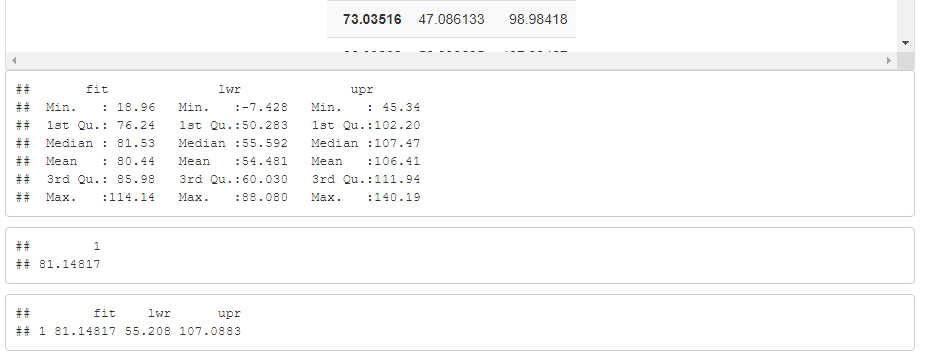 73.03516 47.086133 98.98418
## fit lwr upr
## Min. : 18.96 Min. :-7.428 Min. : 45.34
## 1st Qu.: 76.24 1st Qu.:50.283 1st Qu.:102.20
## Median : 81.53 Median :55.592 Median :107.47
## Mean : 80.44 Mean :54.481 Mean :106.41
## 3rd Qu.: 85.98 3rd Qu.:60.030 3rd Qu.:111.94
## Max. :114.14 Max. :88.080 Max. :140.19
## 1
## 81.14817
## fit lwr upr
## 1 81.14817 55.208 107.0883